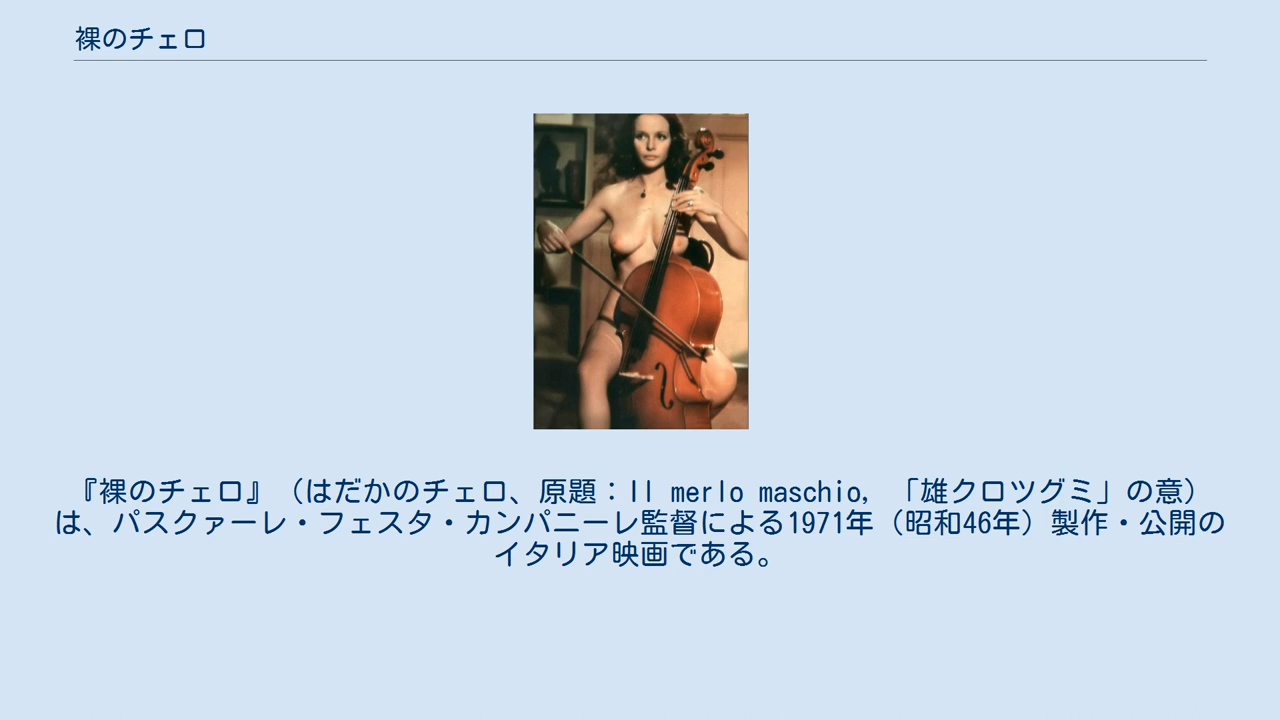 裸のチェロ
『裸のチェロ』（はだかのチェロ、原題：Il merlo maschio, 「雄クロツグミ」の意）
は、パスクァーレ・フェスタ・カンパニーレ監督による1971年（昭和46年）製作・公開の
イタリア映画である。